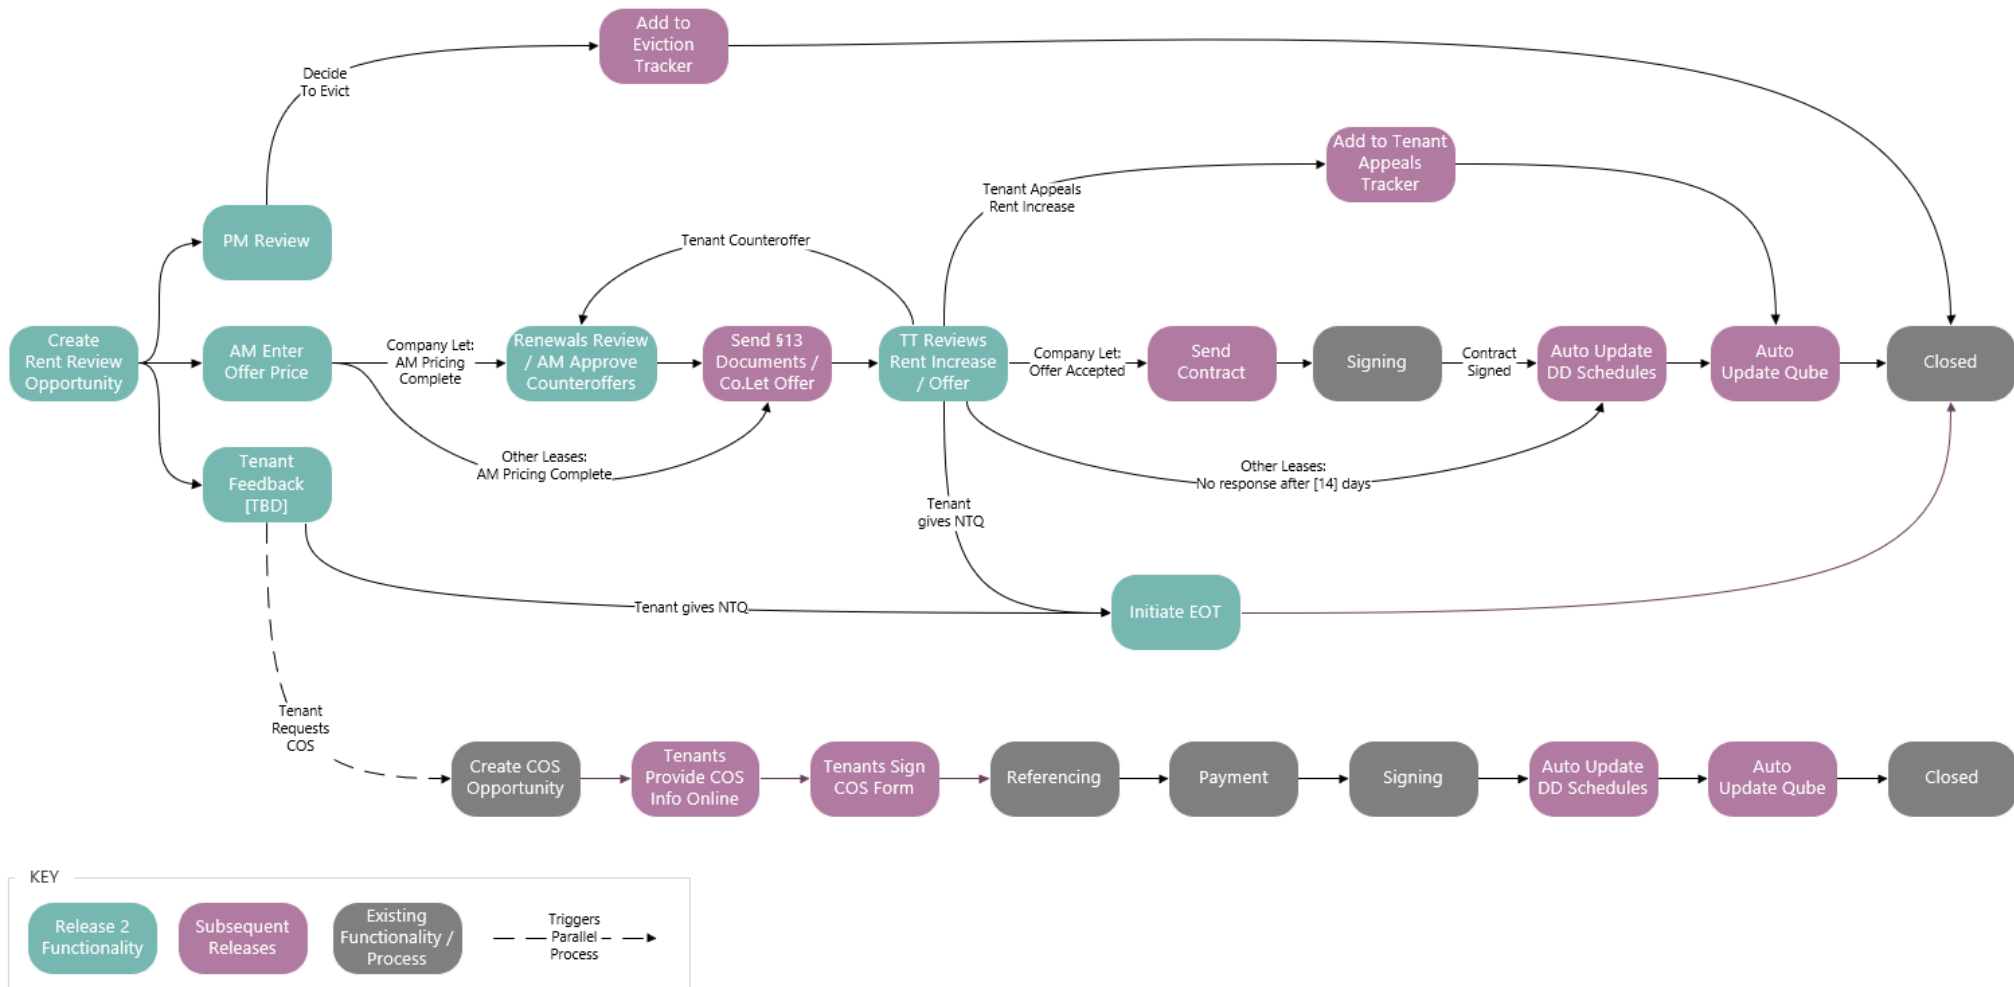 Add to
Eviction
Tracker
Decide
To Evict
Add to Tenant
Appeals
Tracker
Tenant Appeals
Rent Increase
PM Review
Tenant Counteroffer
Create
Rent Review
Opportunity
AM Enter
Offer Price
Company Let:
AM Pricing
Complete
Renewals Review
/ AM Approve
Counteroffers
Send §13
Documents /
Co.Let Offer
TT Reviews
Rent Increase
/ Offer
Company Let:
Offer Accepted
Send
Contract
Signing
Contract
Signed
Auto Update
DD Schedules
Auto
Update Qube
Closed
Other Leases:
AM Pricing Complete
Other Leases:
No response after [14] days
Tenant
Feedback
[TBD]
Tenant
gives NTQ
Tenant gives NTQ
Initiate EOT
Tenant
Requests
COS
Create COS
Opportunity
Tenants
Provide COS
Info Online
Tenants Sign
COS Form
Referencing
Payment
Signing
Auto Update
DD Schedules
Auto
Update Qube
Closed
KEY
Release 2
Functionality
Subsequent
Releases
Existing
Functionality /
Process
Triggers
Parallel
Process